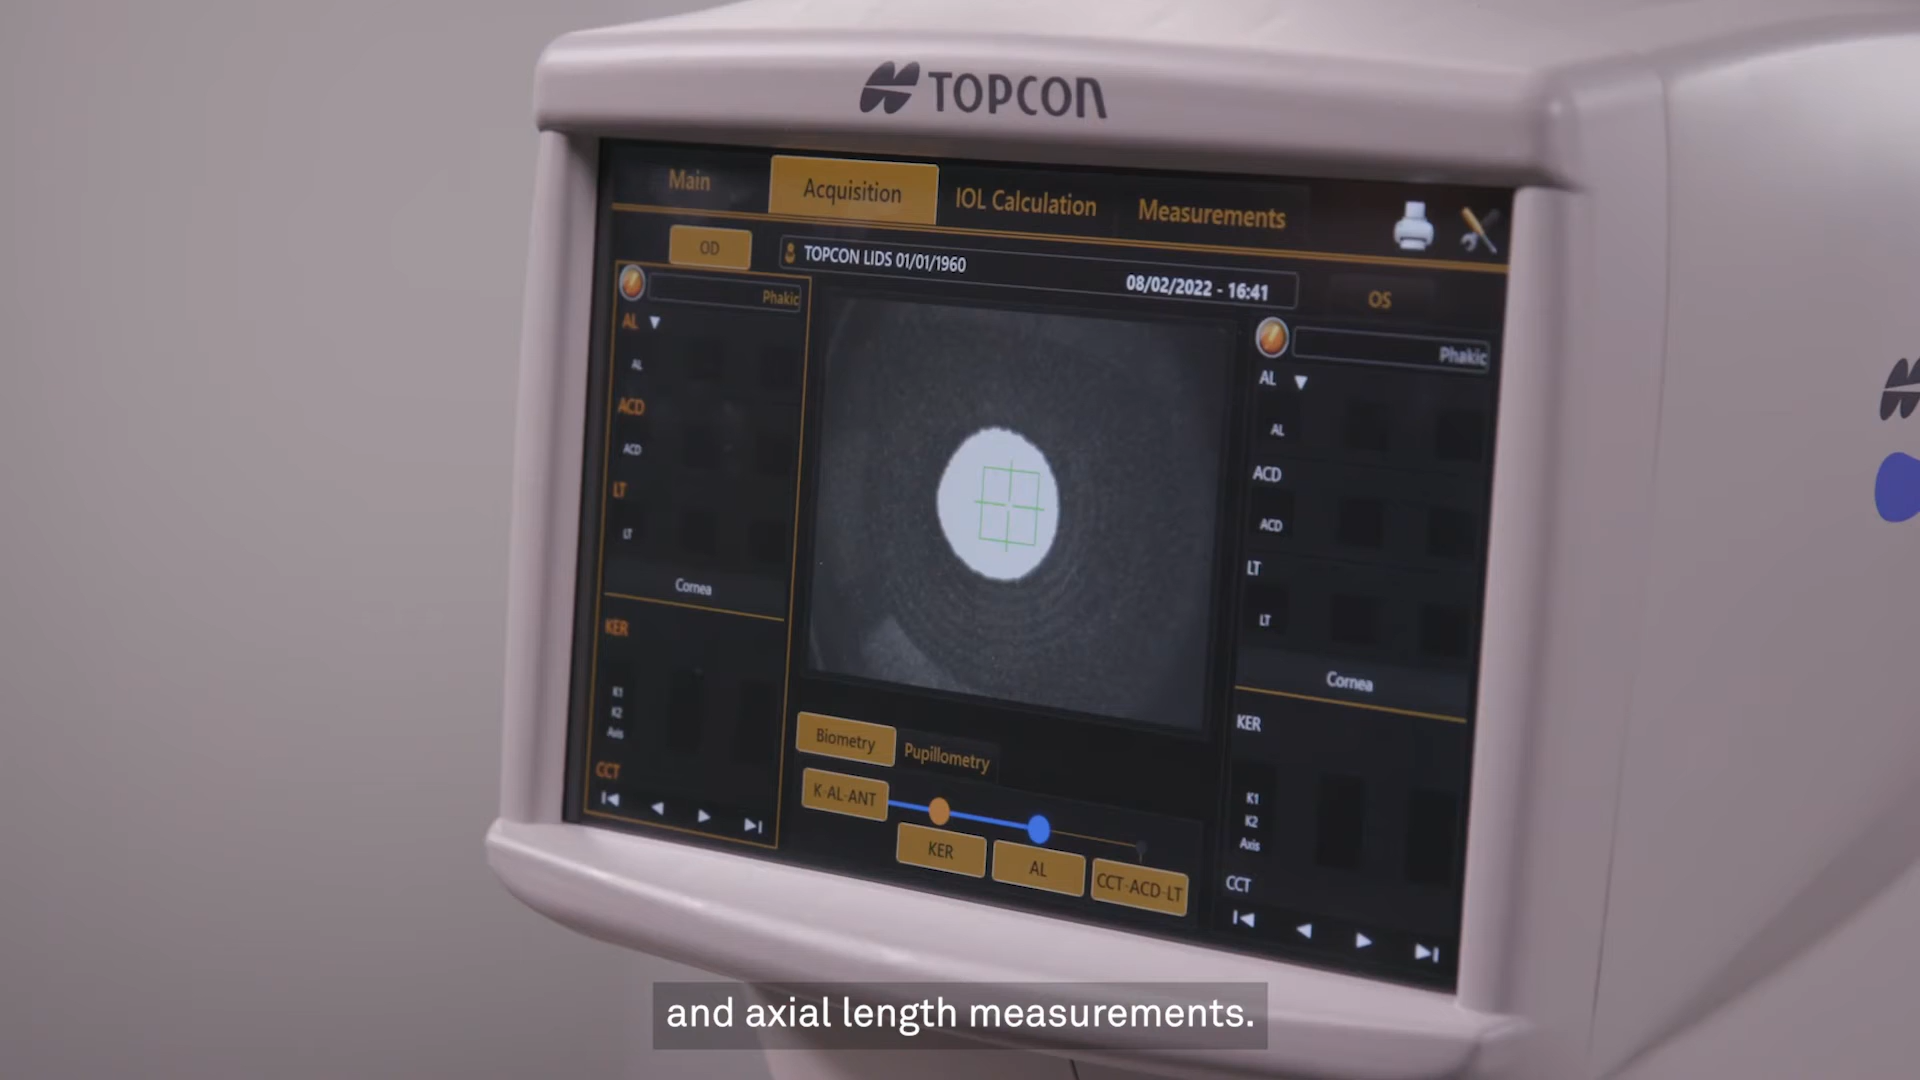 TOPCON
Main
Acquisition
IOL Calculation
Measurements
OD
TOPCON LIDS 01/01/1960
08/02/2022 - 16:41
OS
Phakic
AL
AL
ACD
ACD
LT
LT
Cornea
KER
K1
K2
Axis
CCT
Phakic
AL
AL
ACD
ACD
LT
LT
Cornea
KER
K1
K2
Axis
CCT
Biometry
Pupillometry
K-AL-ANT
KER
AL
CCT-ACD-LT
and axial length measurements.